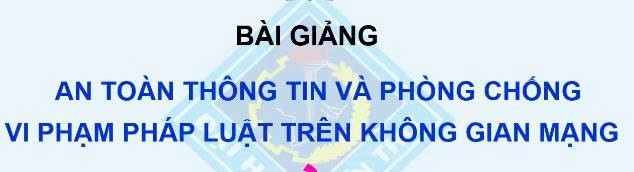 BÀI GIẢNG
AN TOÀN THÔNG TIN VÀ PHÒNG CHỐNG
VI PHẠM PHÁP LUẬT TRÊN KHÔNG GIAN MẠNG